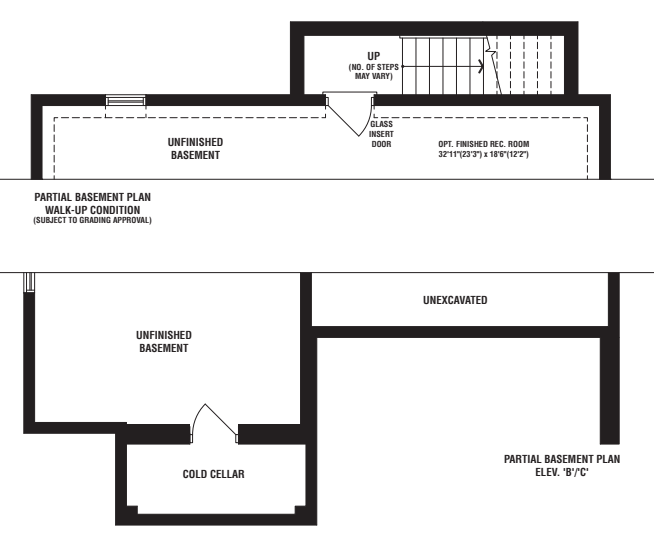 UP
(NO. OF STEPS
MAY VARY)
GLASS
INSERT
DOOR
UNFINISHED
BASEMENT
OPT. FINISHED REC. ROOM
32'11"(23'3") x 18'6"(12'2")
PARTIAL BASEMENT PLAN
WALK-UP CONDITION
(SUBJECT TO GRADING APPROVAL)
UNEXCAVATED
UNFINISHED
BASEMENT
COLD CELLAR
PARTIAL BASEMENT PLAN
ELEV. 'B'/'C'